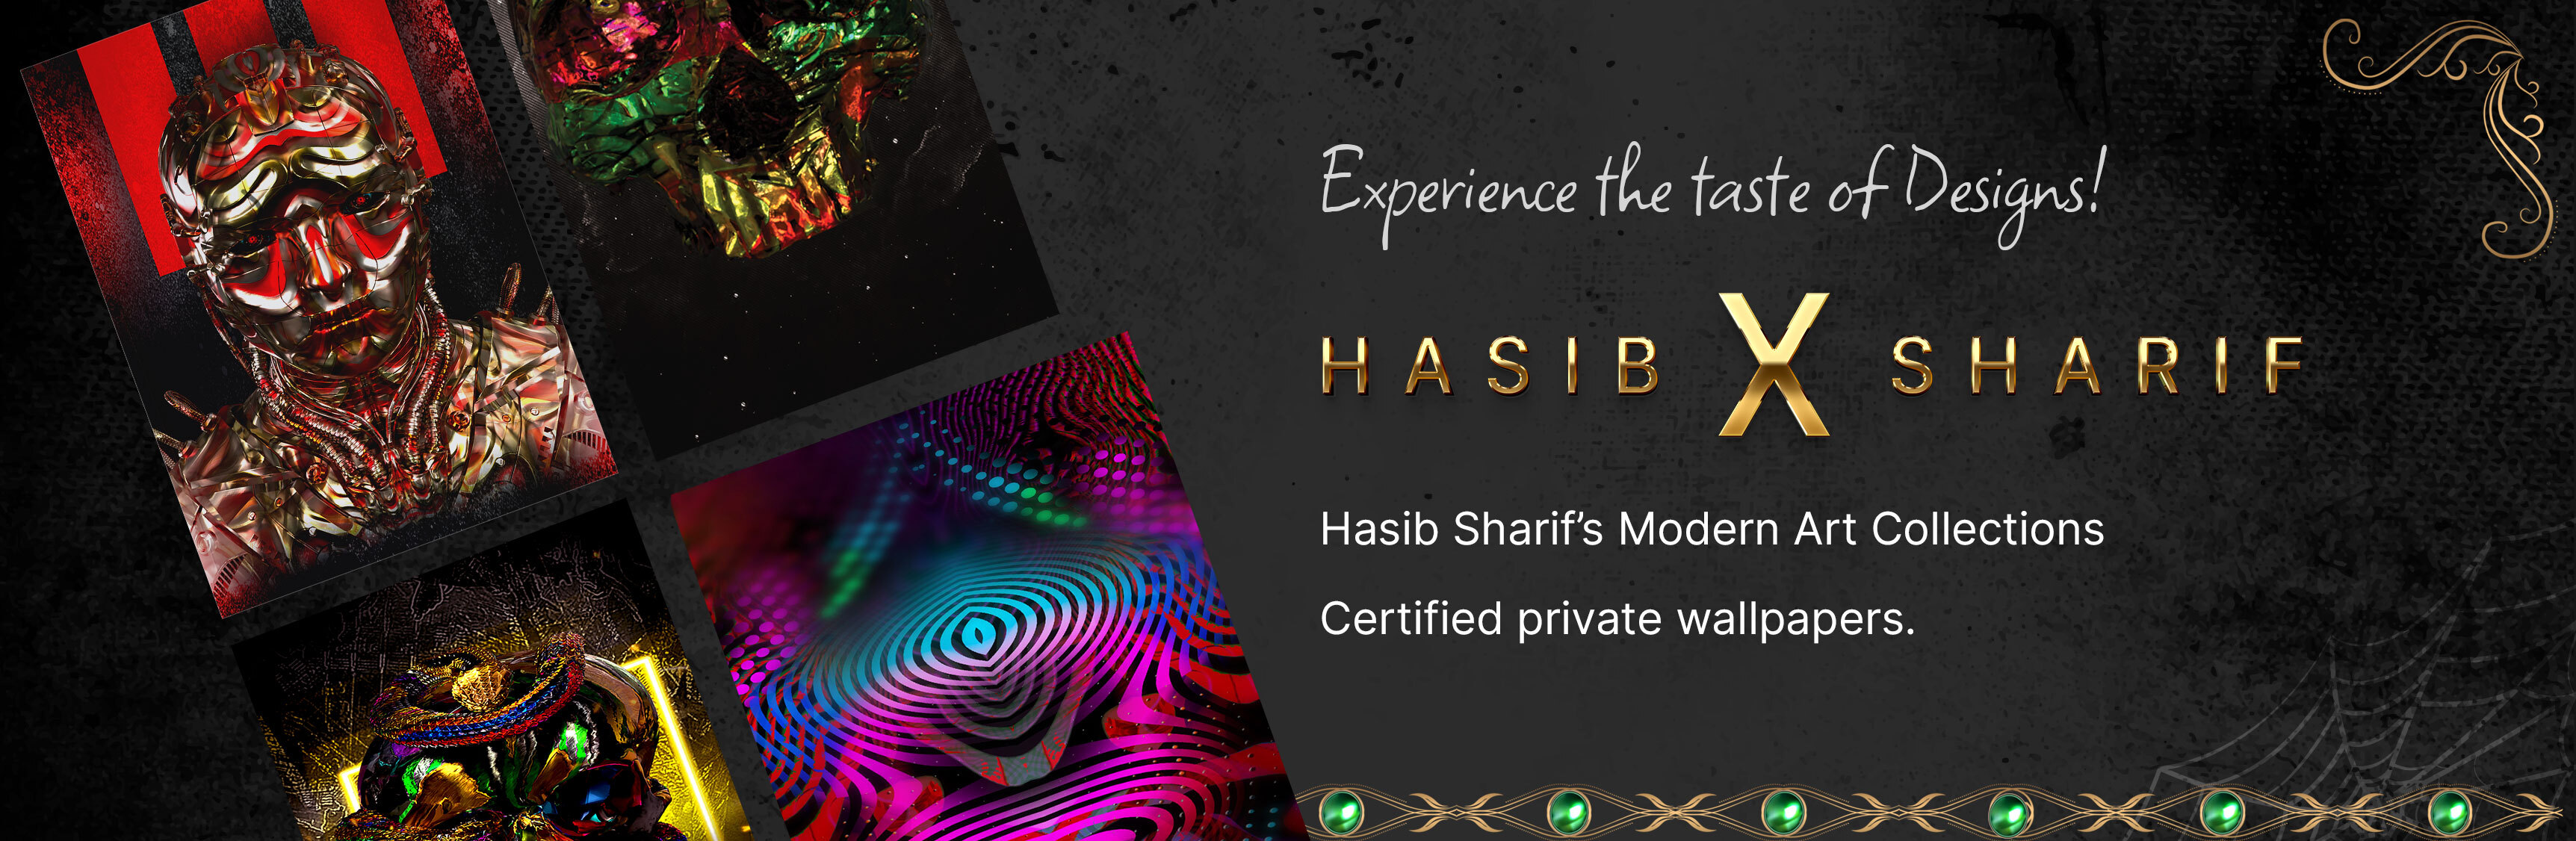 Experience the taste of Designs!
HASIB X SHARIF
Hasib Sharif’s Modern Art Collections
Certified private wallpapers.